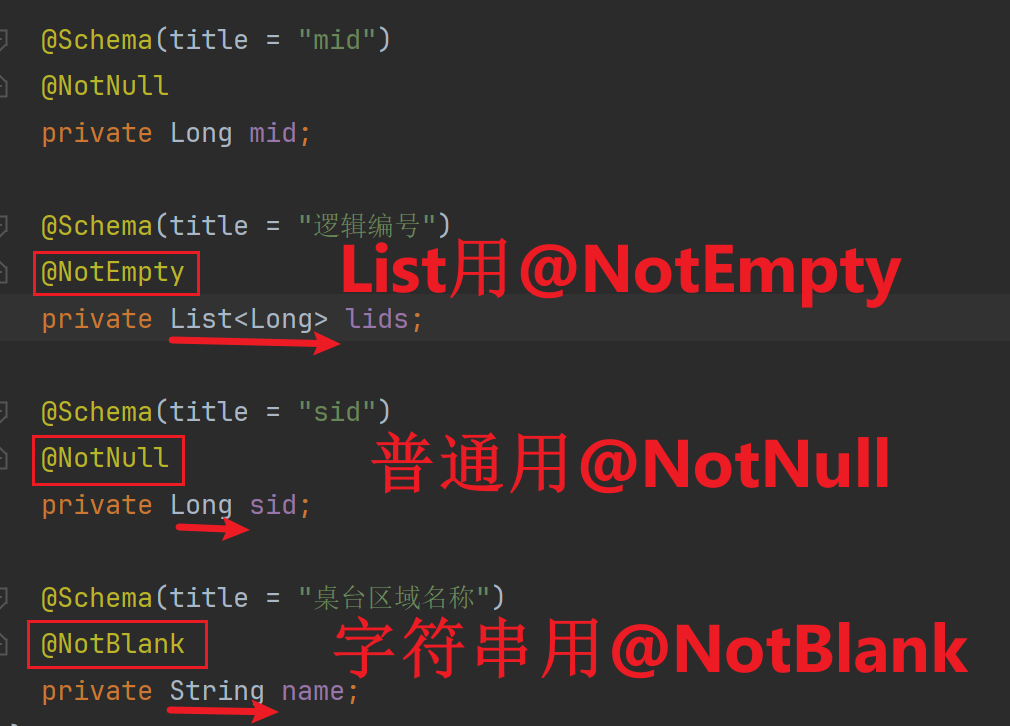 @Schema(title = "mid")
@NotNull
private Long mid;
@Schema(title = "逻辑编号")
@NotEmpty
List用@NotEmpty
private List<Long> lids;
@Schema(title = "sid")
@NotNull
普通用@NotNull
private Long sid;
@Schema(title = "桌台区域名称")
@NotBlank
字符串用@NotBlank
private String name;